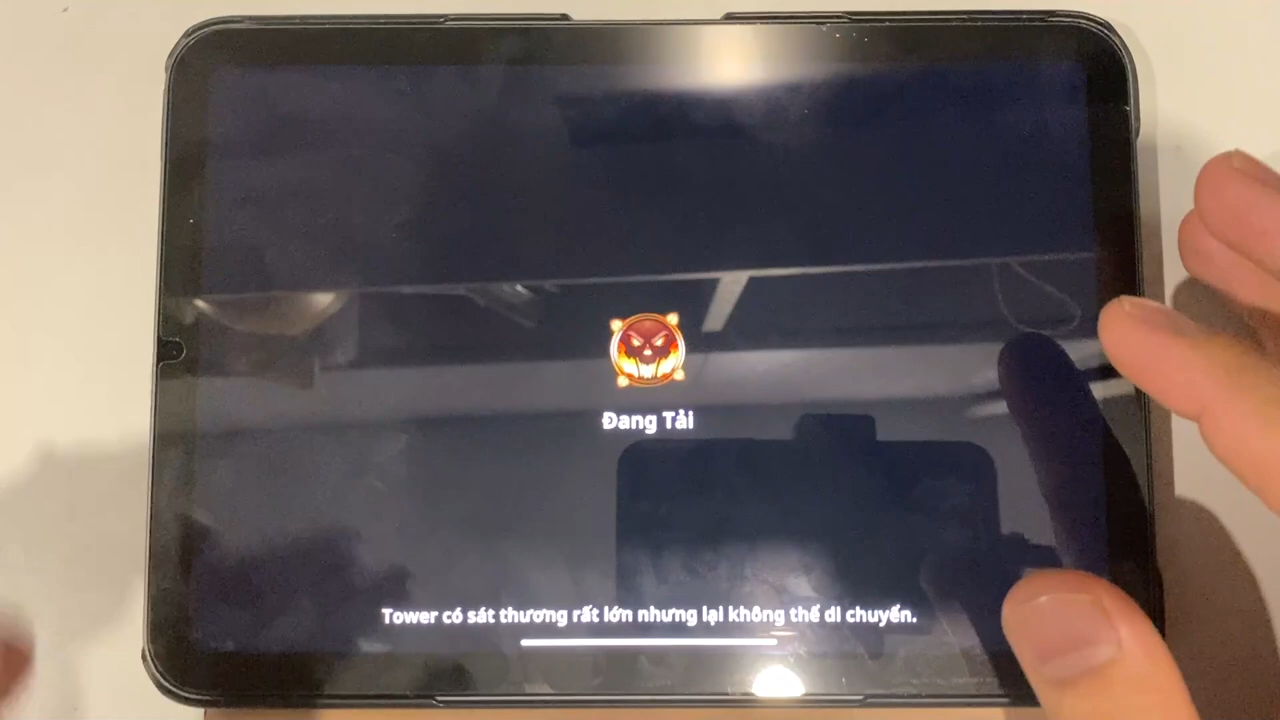 Đang Tải
Tower có sát thương rất lớn nhưng lại không thể di chuyển.